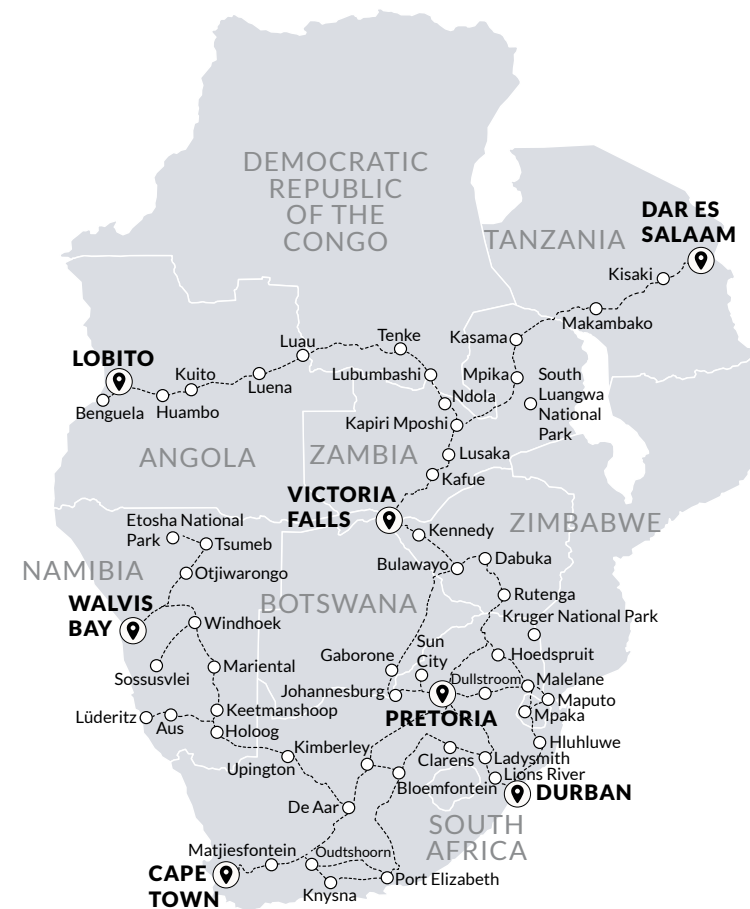 DEMOCRATIC
REPUBLIC
OF THE
CONGO
DAR ES
SALAAM
TANZANIA
Kisaki
Makambako
Luau
Tenke
Kasama
LOBITO
Kuito
Luena
Lubumbashi
Mpika
South
Luangwa
National
Park
Benguela
Huambo
Ndola
Kapiri Mposhi
ANGOLA
ZAMBIA
Lusaka
Kafue
VICTORIA
FALLS
Etosha National
Park
Kennedy
ZIMBABWE
Tsumeb
Bulawayo
Dabuka
NAMIBIA
Otjiwarongo
BOTSWANA
Rutenga
WALVIS
BAY
Windhoek
Kruger National Park
Sun
City
Gaborone
Hoedspruit
Sossusvlei
Mariental
Dullstroom
Malelane
Johannesburg
Maputo
Lüderitz
Aus
Keetmanshoop
PRETORIA
Mpaka
Holoog
Kimberley
Hluhluwe
Upington
Clarens
Ladysmith
Lions River
Bloemfontein
DURBAN
De Aar
SOUTH
AFRICA
Matjiesfontein
Oudtshoorn
CAPE
TOWN
Knysna
Port Elizabeth